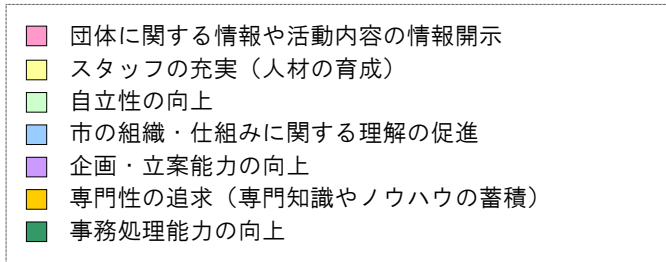 団体に関する情報や活動内容の情報開示
スタッフの充実（人材の育成）
自立性の向上
市の組織・仕組みに関する理解の促進
企画・立案能力の向上
専門性の追求（専門知識やノウハウの蓄積）
事務処理能力の向上